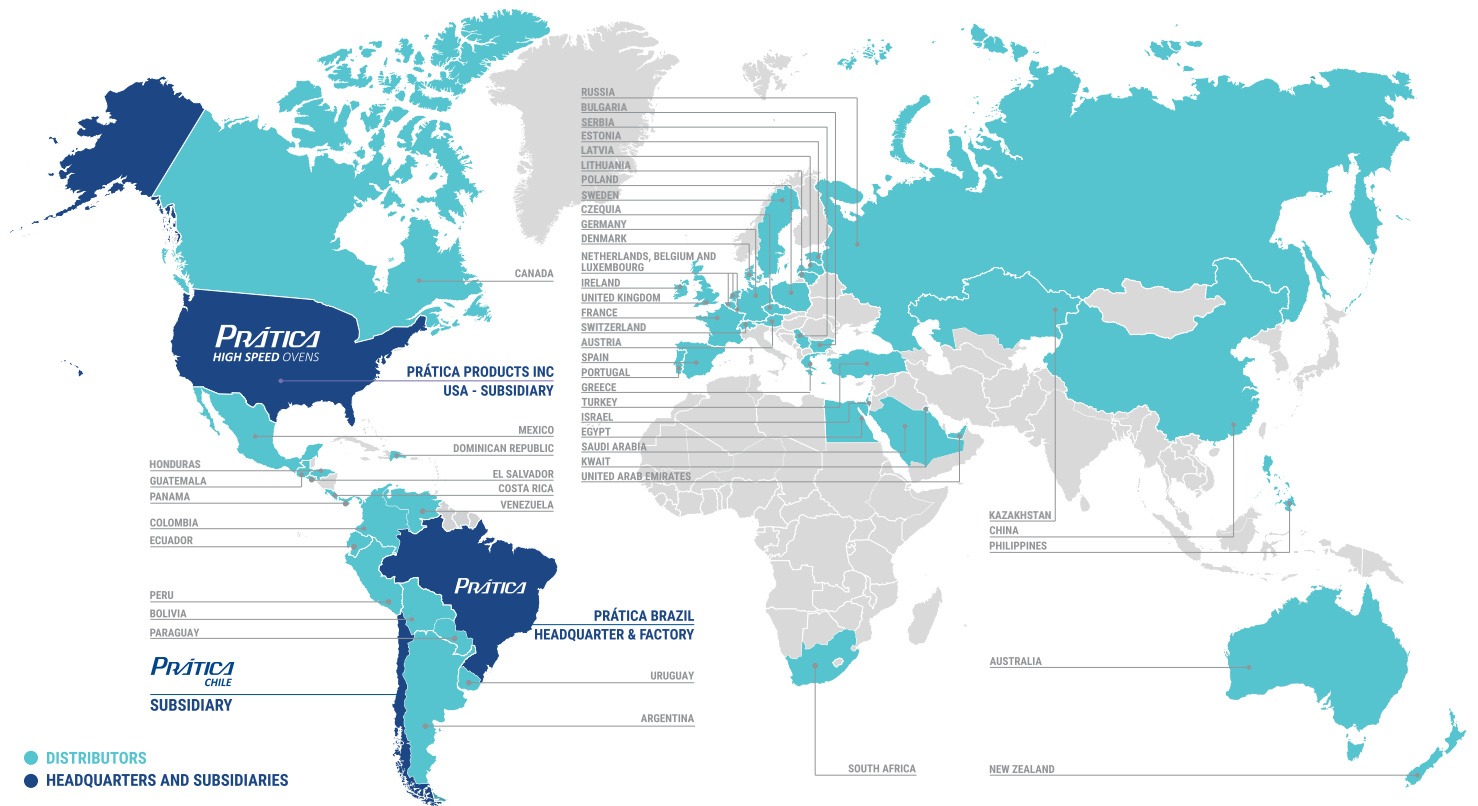 RUSSIA
BULGARIA
SERBIA
ESTONIA
LATVIA
LITHUANIA
POLAND
SWEDEN
CZEQUIA
GERMANY
DENMARK
NETHERLANDS, BELGIUM AND
LUXEMBOURG
IRELAND
UNITED KINGDOM
FRANCE
SWITZERLAND
AUSTRIA
SPAIN
PORTUGAL
GREECE
TURKEY
ISRAEL
EGYPT
SAUDI ARABIA
KWAIT
UNITED ARAB EMIRATES
CANADA
PRÁTICA
HIGH SPEED OVENS
PRÁTICA PRODUCTS INC
USA - SUBSIDIARY
MEXICO
DOMINICAN REPUBLIC
EL SALVADOR
COSTA RICA
VENEZUELA
HONDURAS
GUATEMALA
PANAMA
COLOMBIA
ECUADOR
PERU
BOLIVIA
PARAGUAY
PRÁTICA
CHILE
SUBSIDIARY
PRÁTICA
PRÁTICA BRAZIL
HEADQUARTER & FACTORY
URUGUAY
ARGENTINA
KAZAKHSTAN
CHINA
PHILIPPINES
AUSTRALIA
SOUTH AFRICA
NEW ZEALAND
DISTRIBUTORS
HEADQUARTERS AND SUBSIDIARIES